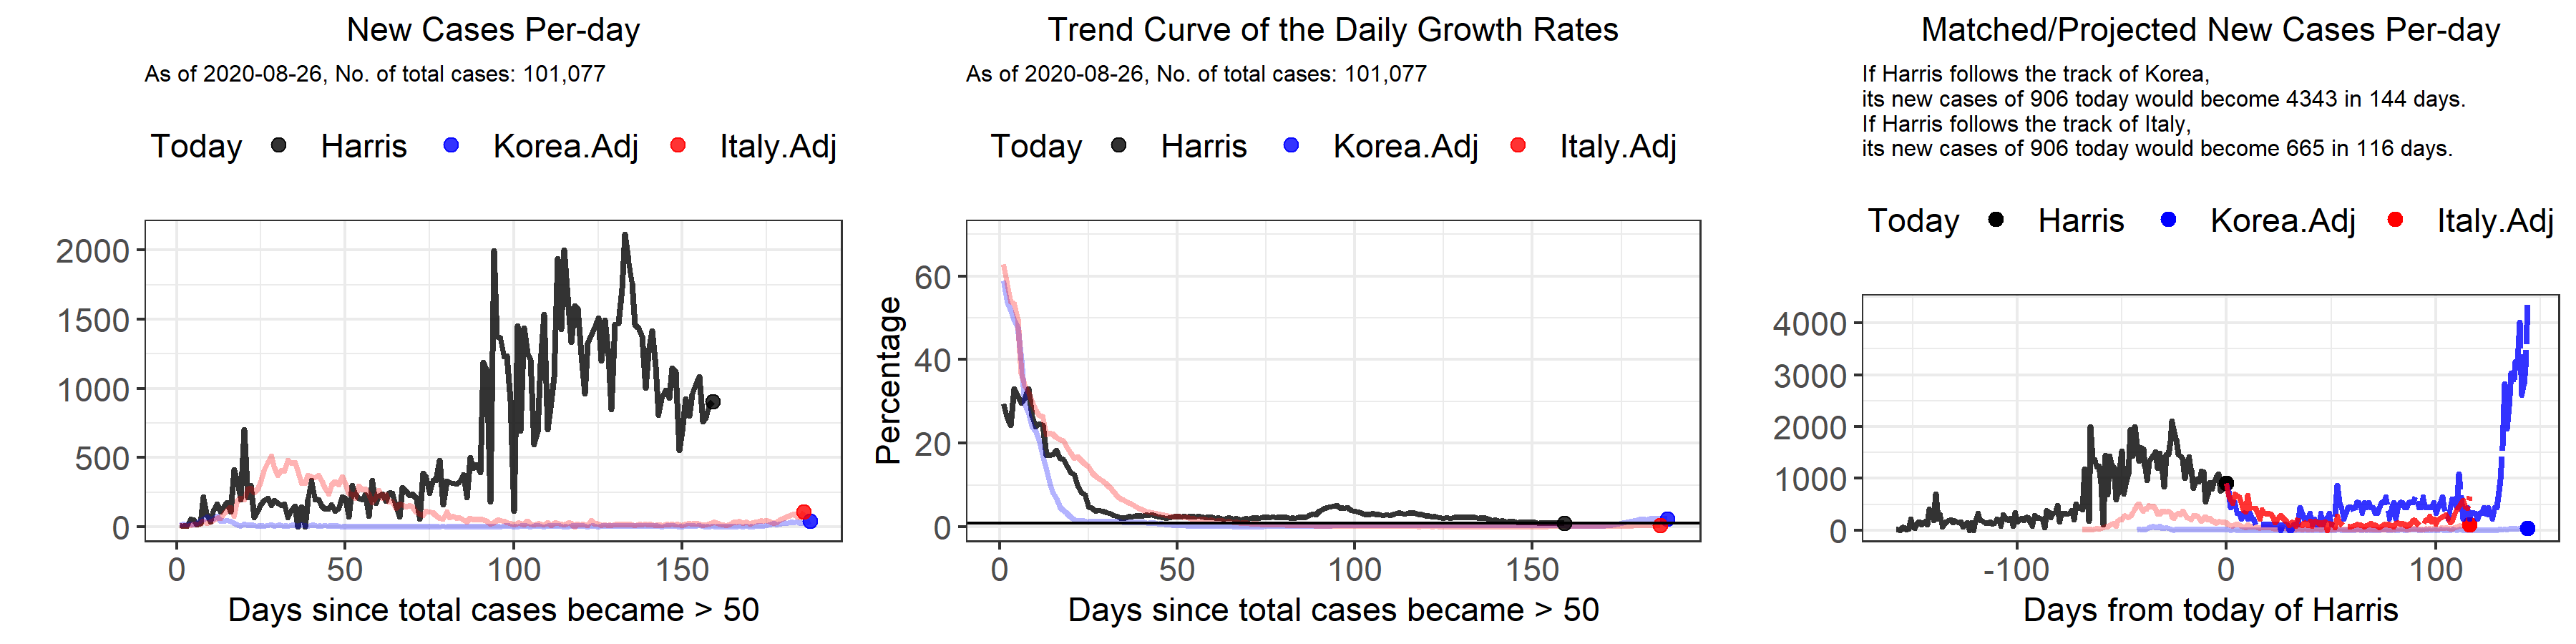 New Cases Per-day
As of 2020-08-26, No. of total cases: 101,077
Today Harris Korea.Adj Italy.Adj
2000
1500
1000
500
0
0 50 100 150
Days since total cases became > 50
Trend Curve of the Daily Growth Rates
As of 2020-08-26, No. of total cases: 101,077
Today Harris Korea.Adj Italy.Adj
Percentage
60
40
20
0
0 50 100 150
Days since total cases became > 50
Matched/Projected New Cases Per-day
If Harris follows the track of Korea,
its new cases of 906 today would become 4343 in 144 days.
If Harris follows the track of Italy,
its new cases of 906 today would become 665 in 116 days.
Today Harris Korea.Adj Italy.Adj
4000
3000
2000
1000
0
-100 0 100
Days from today of Harris